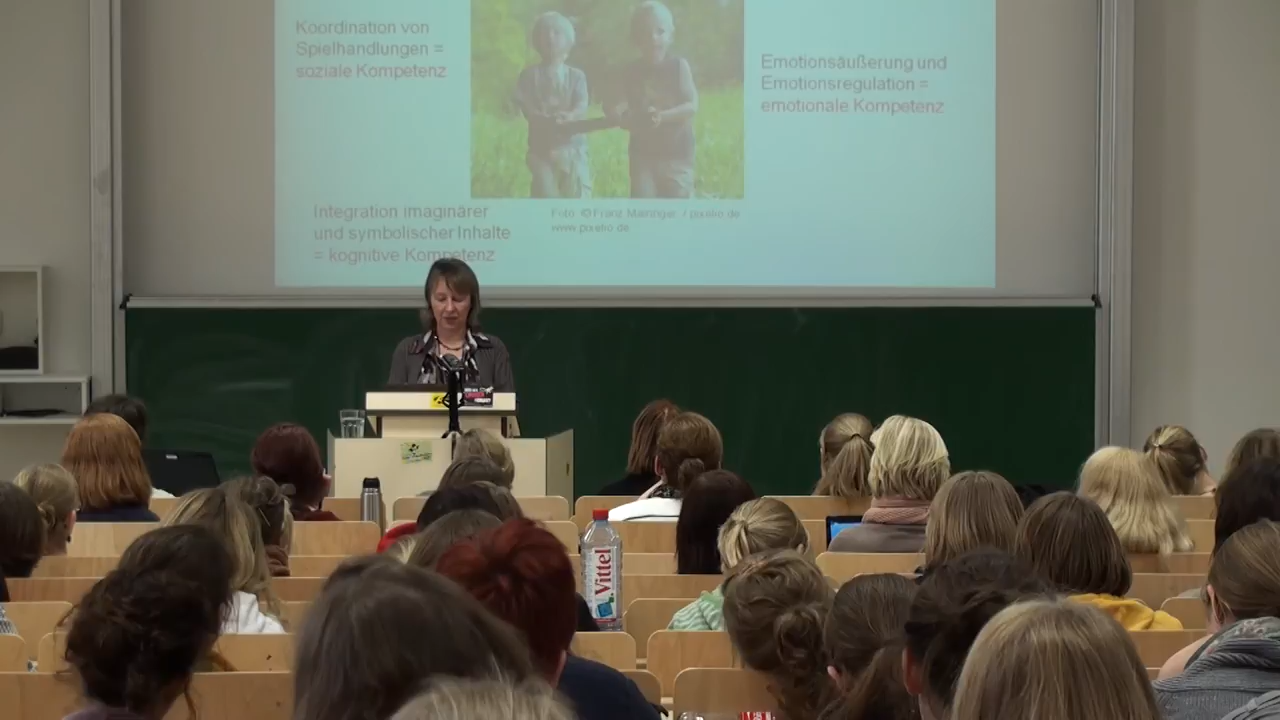 Koordination von
Spielhandlungen =
soziale Kompetenz
Emotionsäußerung und
Emotionsregulation =
emotionale Kompetenz
Integration imaginärer
und symbolischer Inhalte
= kognitive Kompetenz
Foto: © Franz Mairinger / pixelio.de
www.pixelio.de
Vittel